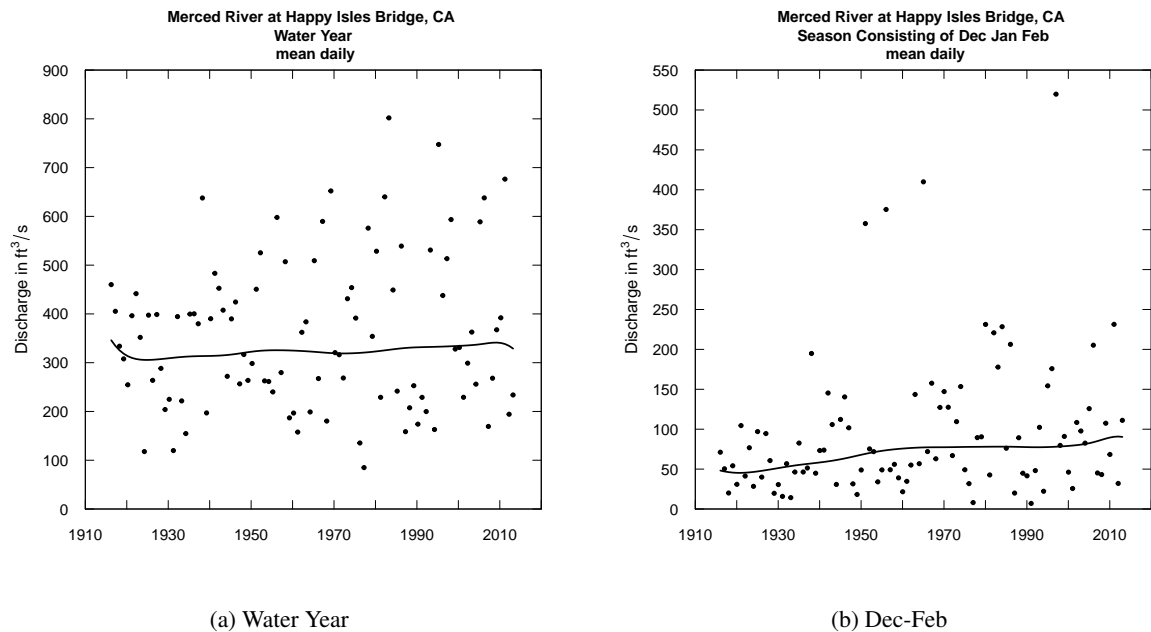 Merced River at Happy Isles Bridge, CA
Water Year
mean daily
900
800
700
600
500
400
300
200
100
0
Discharge in ft³/s
1910 1930 1950 1970 1990 2010
(a) Water Year
Merced River at Happy Isles Bridge, CA
Season Consisting of Dec Jan Feb
mean daily
550
500
450
400
350
300
250
200
150
100
50
0
Discharge in ft³/s
1910 1930 1950 1970 1990 2010
(b) Dec-Feb